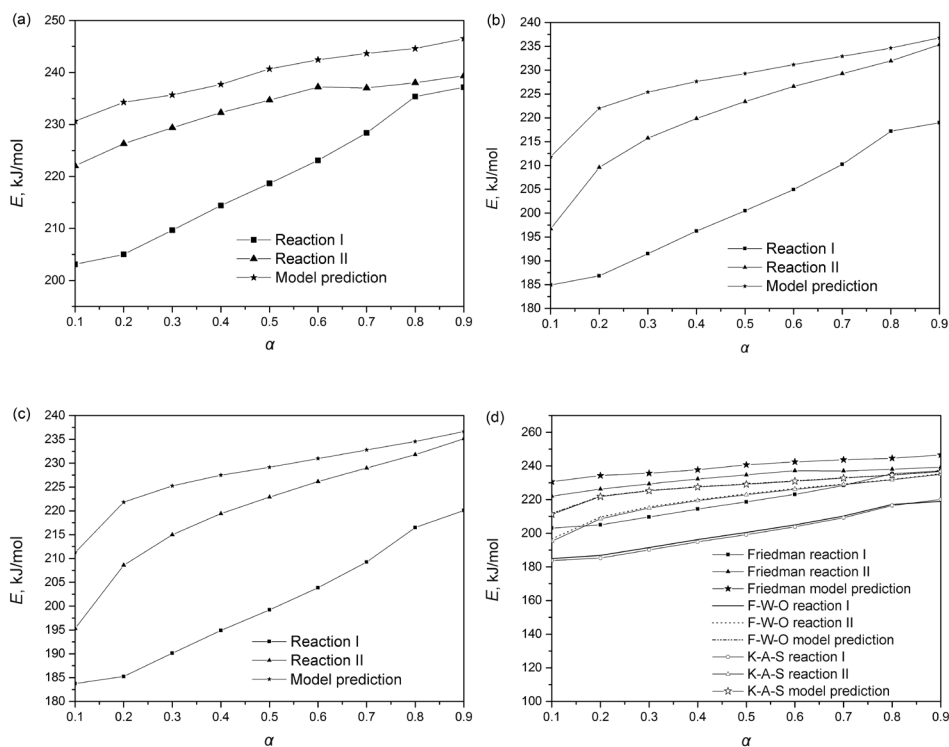 (a)
250
240
230
220
210
200
E, kJ/mol
Reaction I
Reaction II
Model prediction
0.1 0.2 0.3 0.4 0.5 0.6 0.7 0.8 0.9
α
(b)
240
235
230
225
220
215
210
205
200
195
190
185
180
E, kJ/mol
Reaction I
Reaction II
Model prediction
0.1 0.2 0.3 0.4 0.5 0.6 0.7 0.8 0.9
α
(c)
240
235
230
225
220
215
210
205
200
195
190
185
180
E, kJ/mol
Reaction I
Reaction II
Model prediction
0.1 0.2 0.3 0.4 0.5 0.6 0.7 0.8 0.9
α
(d)
260
240
220
200
180
160
140
120
100
E, kJ/mol
Friedman reaction I
Friedman reaction II
Friedman model prediction
F-W-O reaction I
F-W-O reaction II
F-W-O model prediction
K-A-S reaction I
K-A-S reaction II
K-A-S model prediction
0.1 0.2 0.3 0.4 0.5 0.6 0.7 0.8 0.9
α